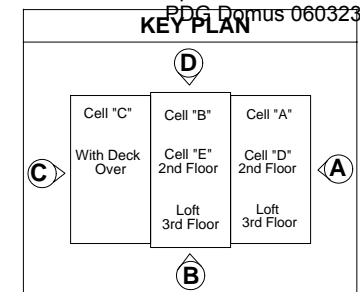 RDG Domus 060323
KEY PLAN
D
Cell "C"
With Deck
Over
Cell "B"
Cell "E"
2nd Floor
Loft
3rd Floor
Cell "A"
Cell "D"
2nd Floor
Loft
3rd Floor
C
A
B